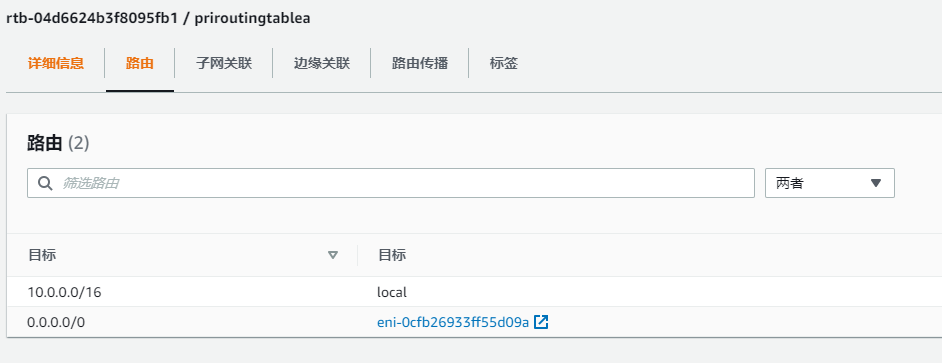 rtb-04d6624b3f8095fb1 / priroutingtablea
详细信息 路由 子网关联 边缘关联 路由传播 标签
路由 (2)
筛选路由 两者
目标 目标
10.0.0.0/16 local
0.0.0.0/0 eni-0cfb26933ff55d09a